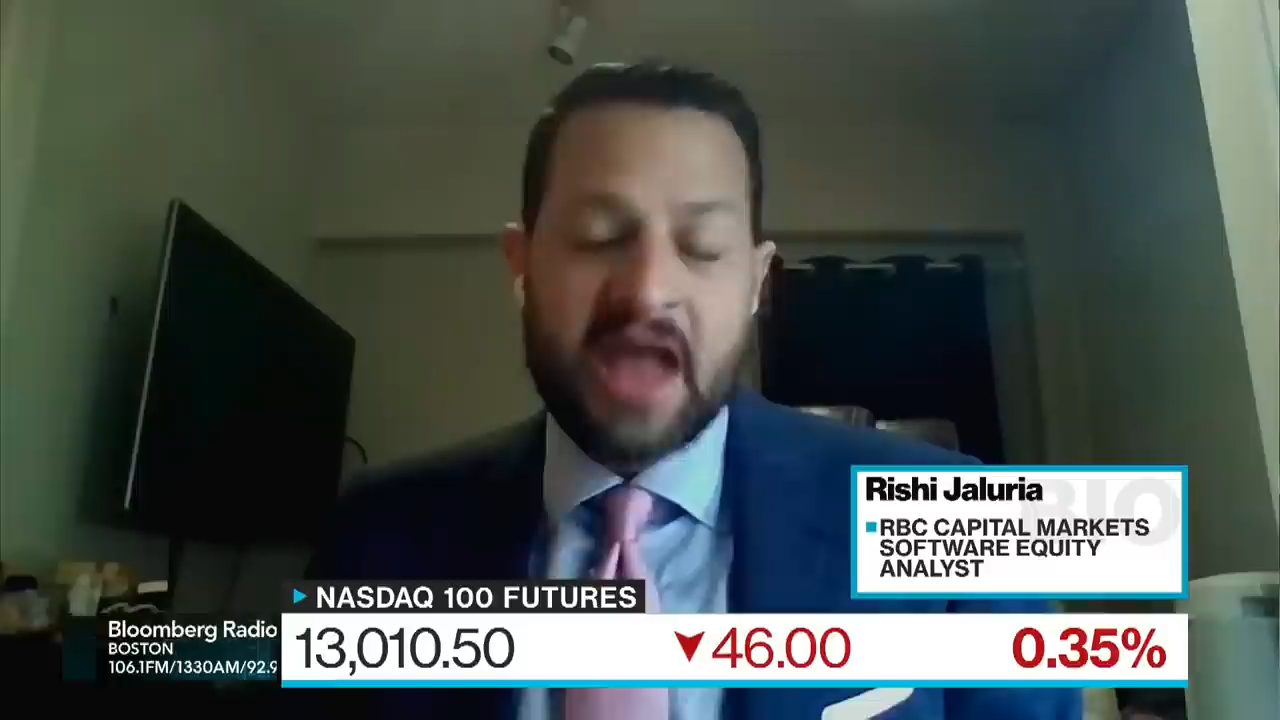 Rishi Jaluria
BIO
RBC CAPITAL MARKETS
SOFTWARE EQUITY
ANALYST
NASDAQ 100 FUTURES
13,010.50 46.00 0.35%
Bloomberg Radio
BOSTON
106.1FM/1330AM/92.9